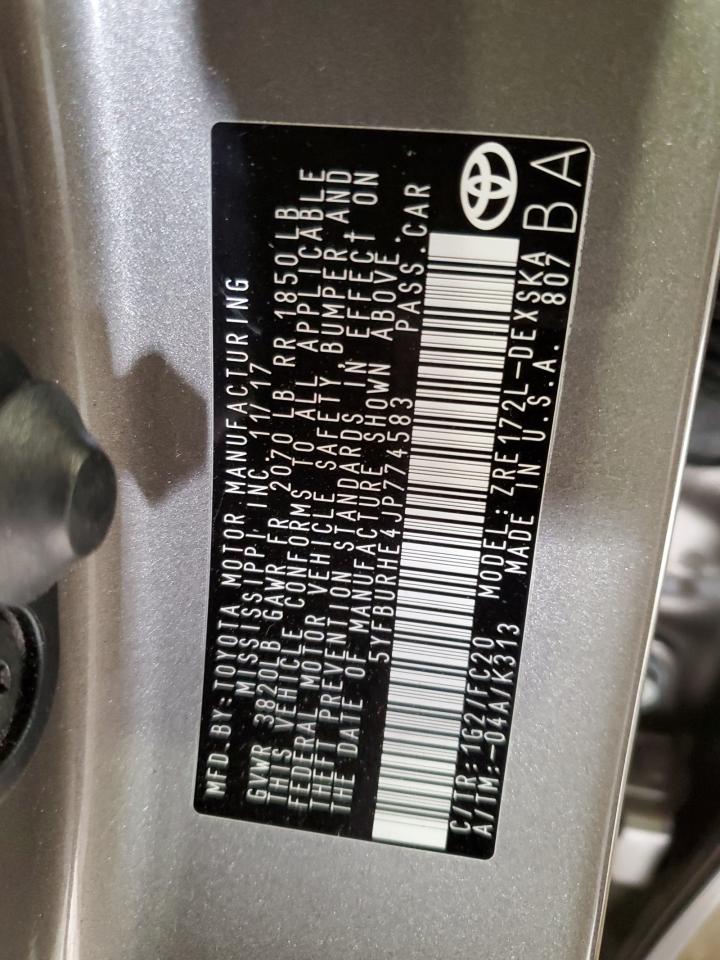 MFD.BY:TOYOTA MOTOR MANUFACTURING
MISSISSIPPI INC. 11/17
GVWR 3820LB GAWR FR 2070 LB RR 1850LB
THIS VEHICLE CONFORMS TO ALL APPLICABLE
FEDERAL MOTOR VEHICLE SAFETY, BUMPER, AND
THEFT PREVENTION STANDARDS IN EFFECT ON
THE DATE OF MANUFACTURE SHOWN ABOVE.
5YFBURHE4JP774583 PASS. CAR
C/TR:1G2/FC20 MODEL: ZRE172L-DEXSKA
A/TM:-04A/K313 MADE IN U.S.A. 807
BA